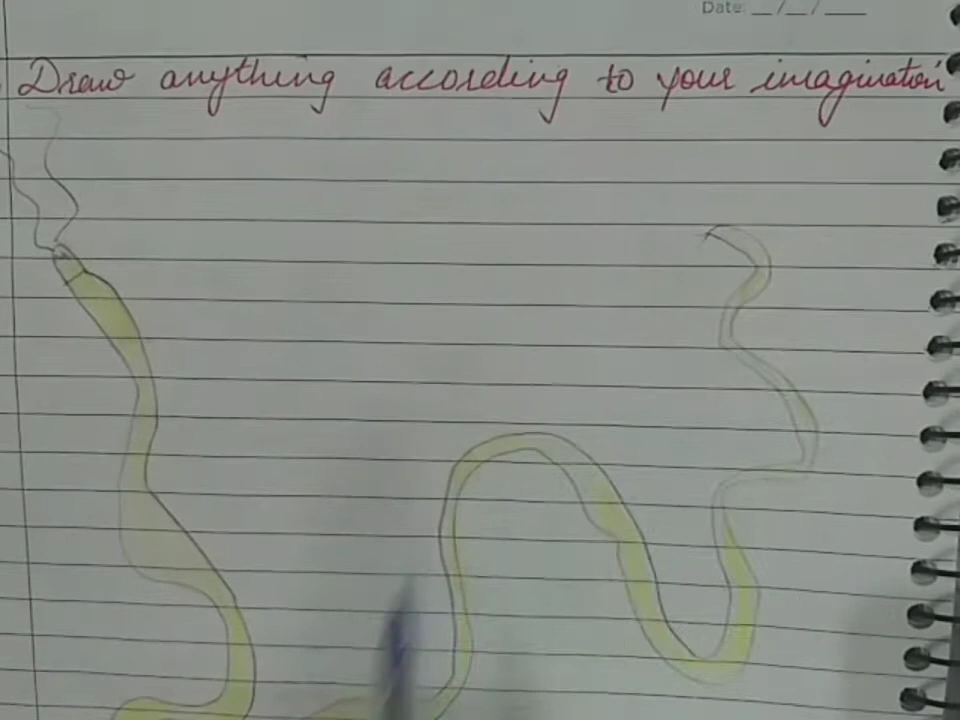 Date: __/__/____
Draw anything according to your imagination